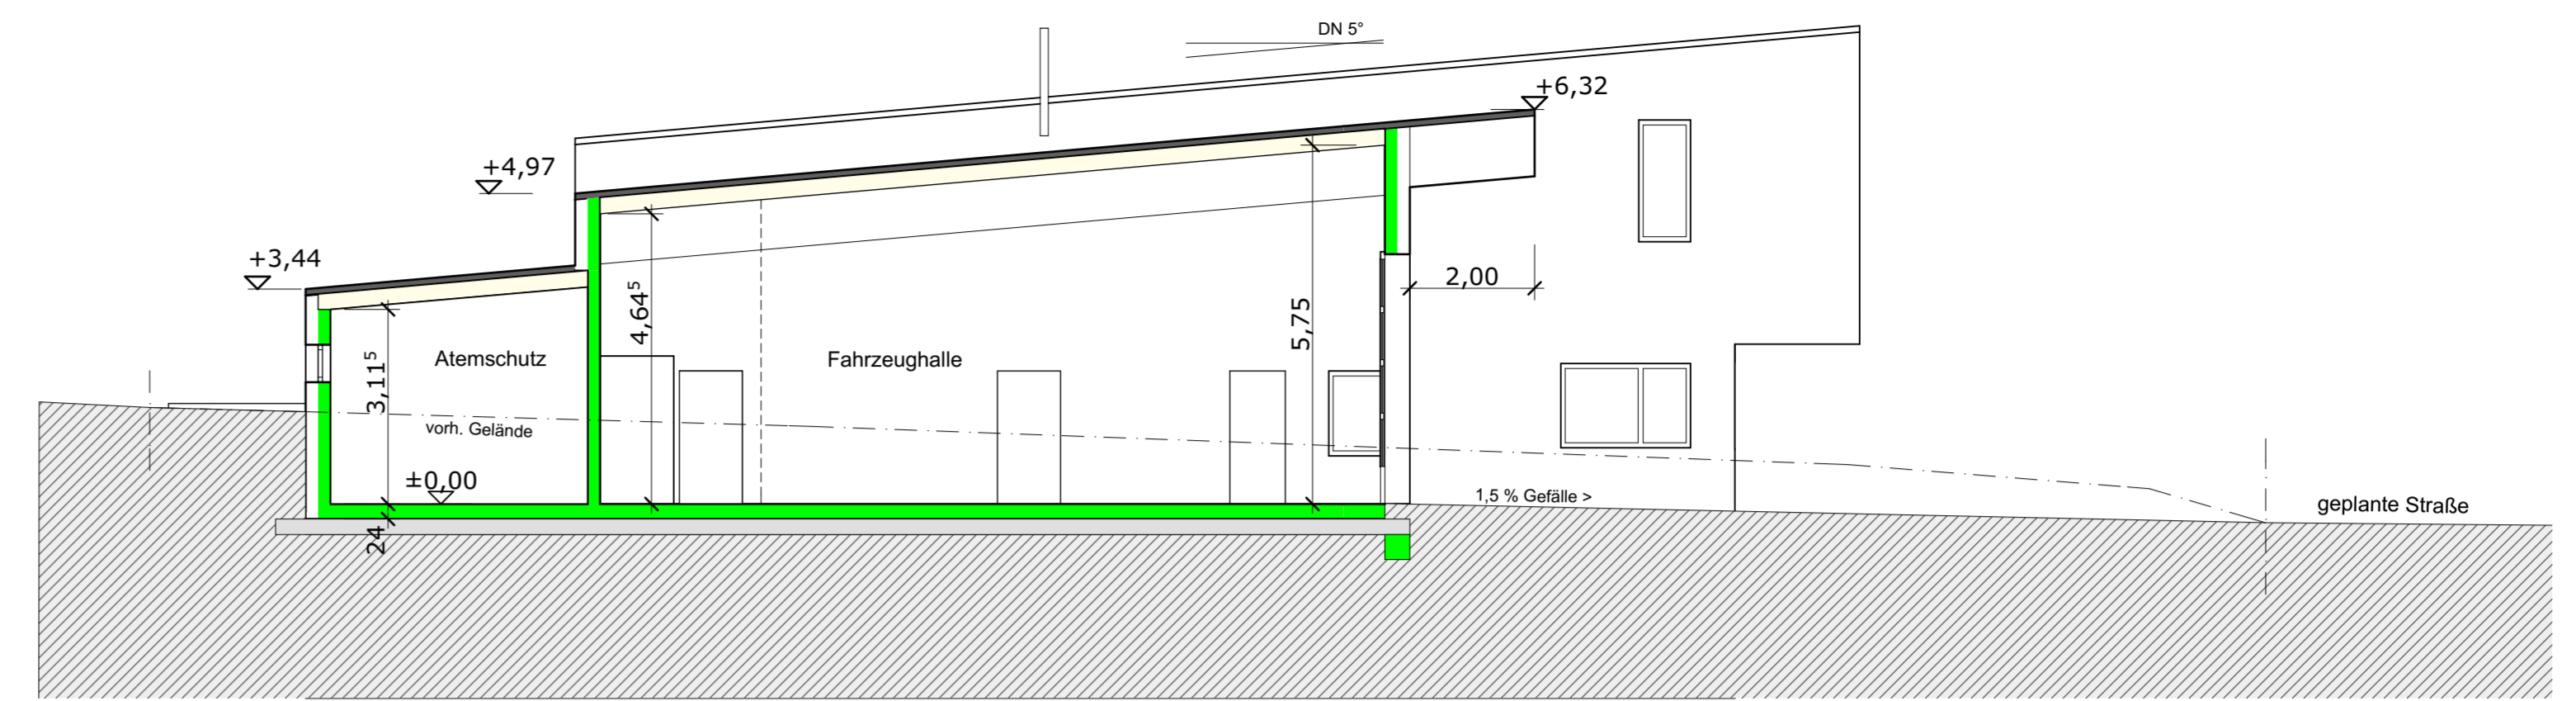 DN 5°
+6,32
+4,97
+3,44
2,00
4,64⁵
5,75
3,11⁵
Atemschutz
Fahrzeughalle
vorh. Gelände
±0,00
1,5 % Gefälle >
geplante Straße
24